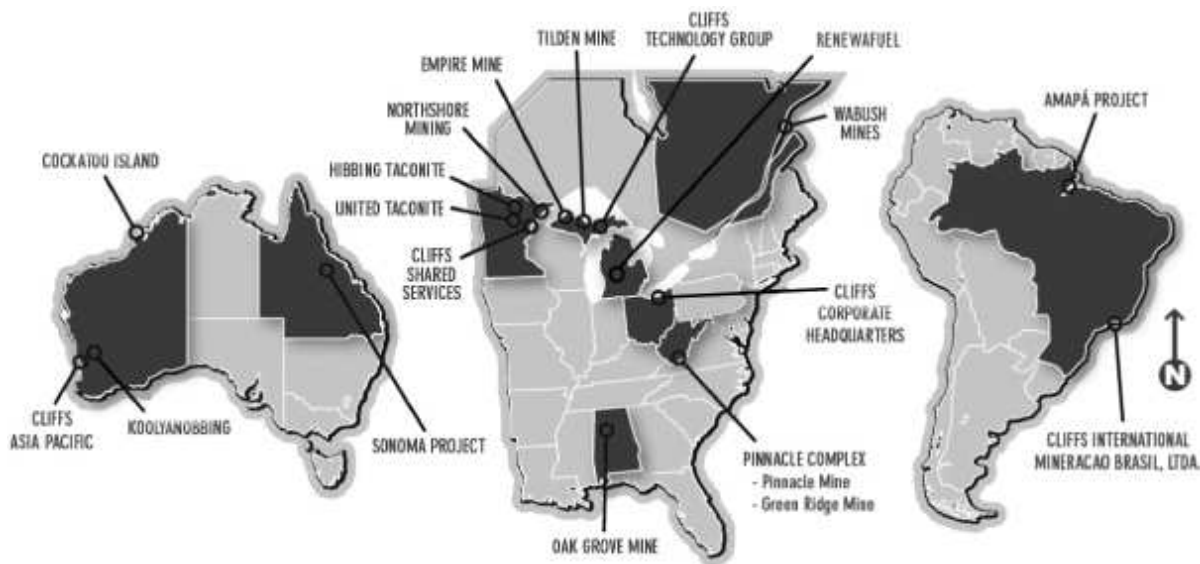 COCKATOO ISLAND
CLIFFS
ASIA PACIFIC
KOOLYANOBBING
SONOMA PROJECT
CLIFFS
TECHNOLOGY GROUP
TILDEN MINE
RENEWAFUEL
EMPIRE MINE
NORTHSHORE
MINING
HIBBING TACONITE
UNITED TACONITE
CLIFFS
SHARED
SERVICES
WABUSH
MINES
CLIFFS
CORPORATE
HEADQUARTERS
PINNACLE COMPLEX
- Pinnacle Mine
- Green Ridge Mine
OAK GROVE MINE
AMAPÁ PROJECT
CLIFFS INTERNATIONAL
MINERACAO BRASIL, LTDA.
N